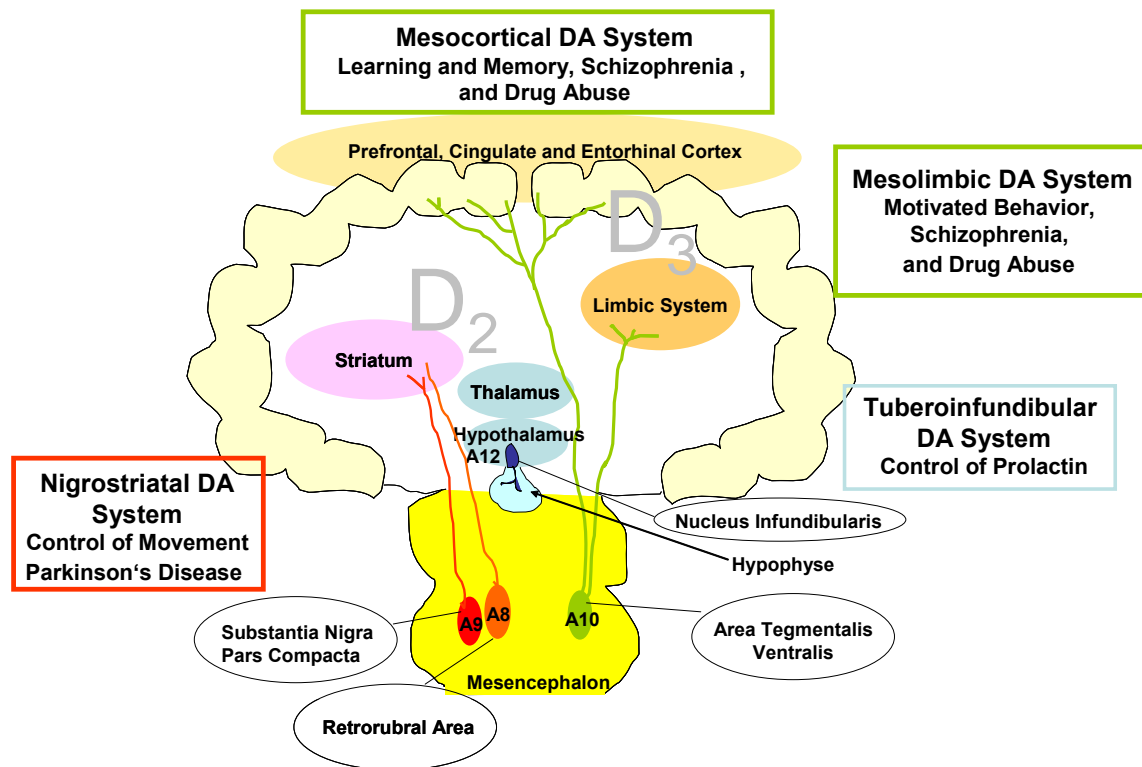 Mesocortical DA System
Learning and Memory, Schizophrenia ,
and Drug Abuse
Prefrontal, Cingulate and Entorhinal Cortex
Mesolimbic DA System
Motivated Behavior,
Schizophrenia,
and Drug Abuse
D3
Limbic System
D2
Striatum
Thalamus
Hypothalamus
A12
Tuberoinfundibular
DA System
Control of Prolactin
Nigrostriatal DA
System
Control of Movement
Parkinson‘s Disease
Nucleus Infundibularis
Hypophyse
A9
A8
A10
Substantia Nigra
Pars Compacta
Area Tegmentalis
Ventralis
Mesencephalon
Retrorubral Area